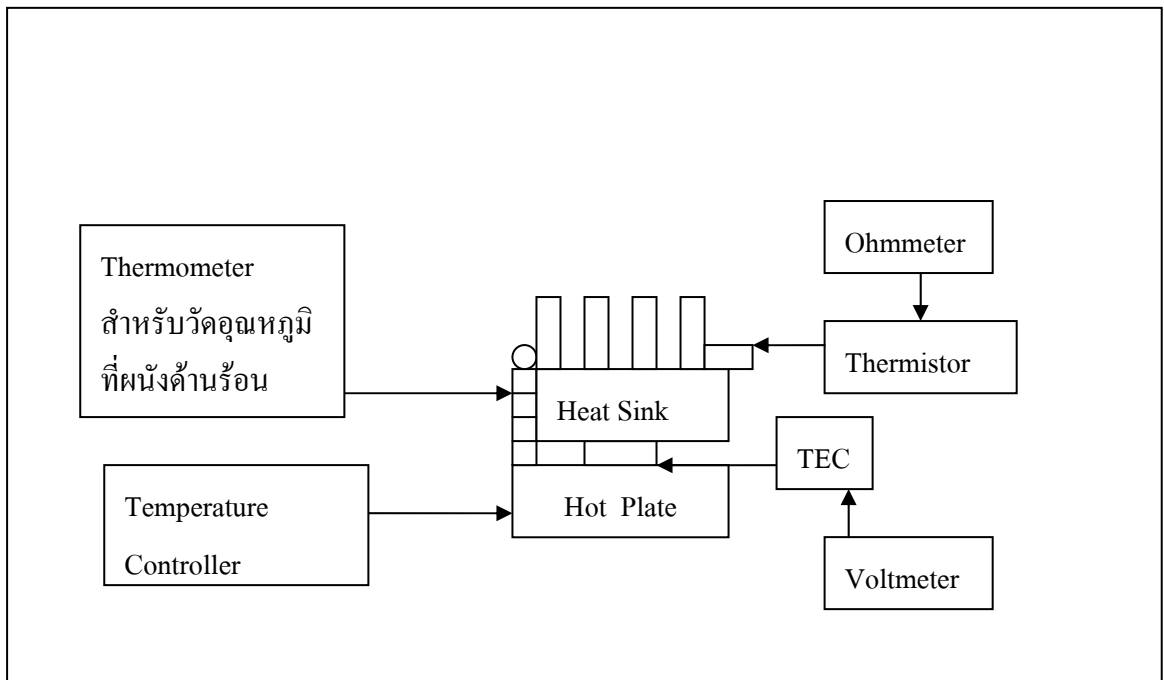 Thermometer
สำหรับวัดอุณหภูมิ
ที่ผนังด้านร้อน
Temperature
Controller
Heat Sink
Hot Plate
Ohmmeter
Thermistor
TEC
Voltmeter